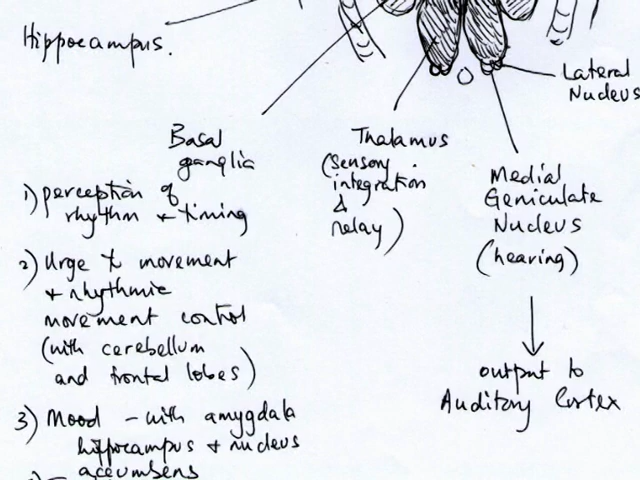 Hippocampus.
Lateral
Nucleus
Basal
ganglia
1) perception of
rhythm & timing
2) Urge to movement
& rhythmic
movement control
(with cerebellum
and frontal lobes)
3) Mood - with amygdala
hippocampus & nucleus
accumbens
Thalamus
(sensory
integration
&
relay)
Medial
Geniculate
Nucleus
(hearing)
output to
Auditory Cortex